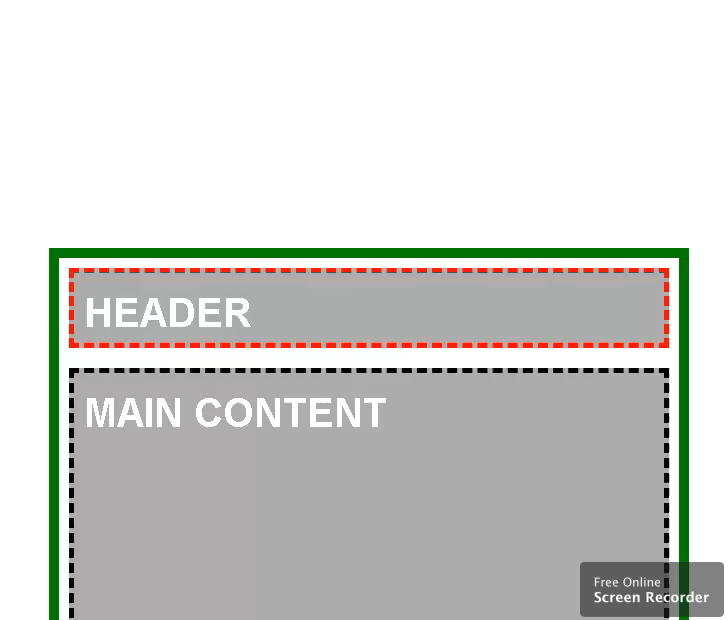 HEADER
MAIN CONTENT
Free Online
Screen Recorder